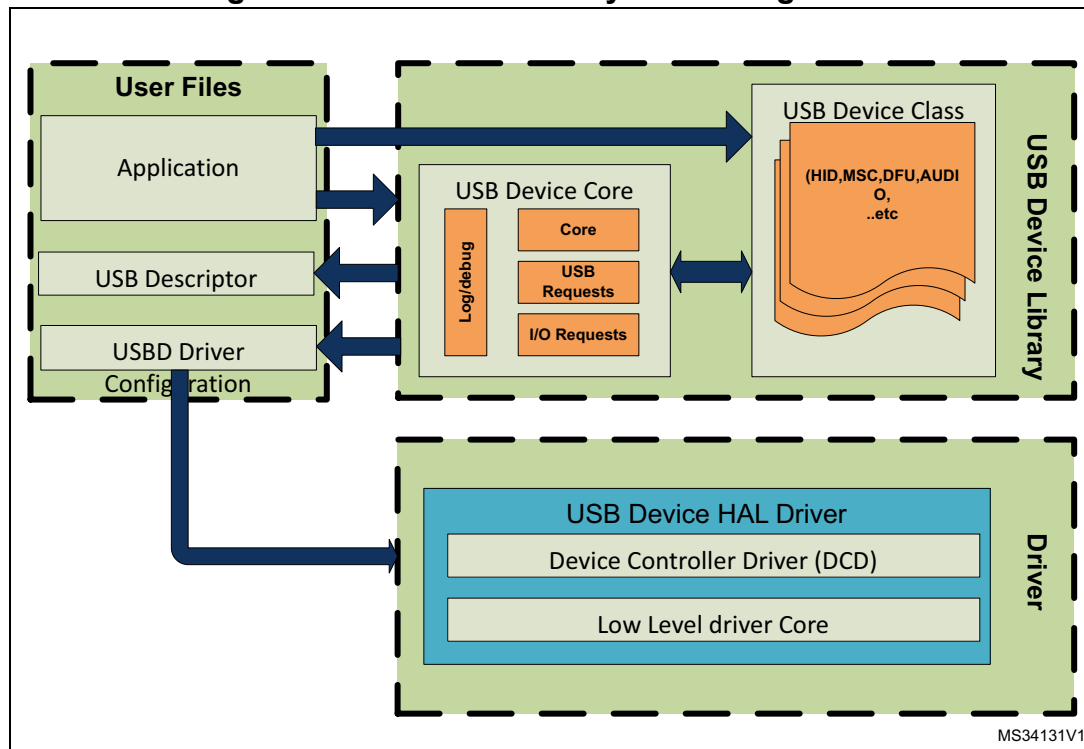 User Files
Application
USB Descriptor
USBD Driver
Configuration
USB Device Class
(HID,MSC,DFU,AUDI
O,
..etc
USB Device Core
Log/debug
Core
USB
Requests
I/O Requests
USB Device Library
USB Device HAL Driver
Device Controller Driver (DCD)
Low Level driver Core
Driver
MS34131V1